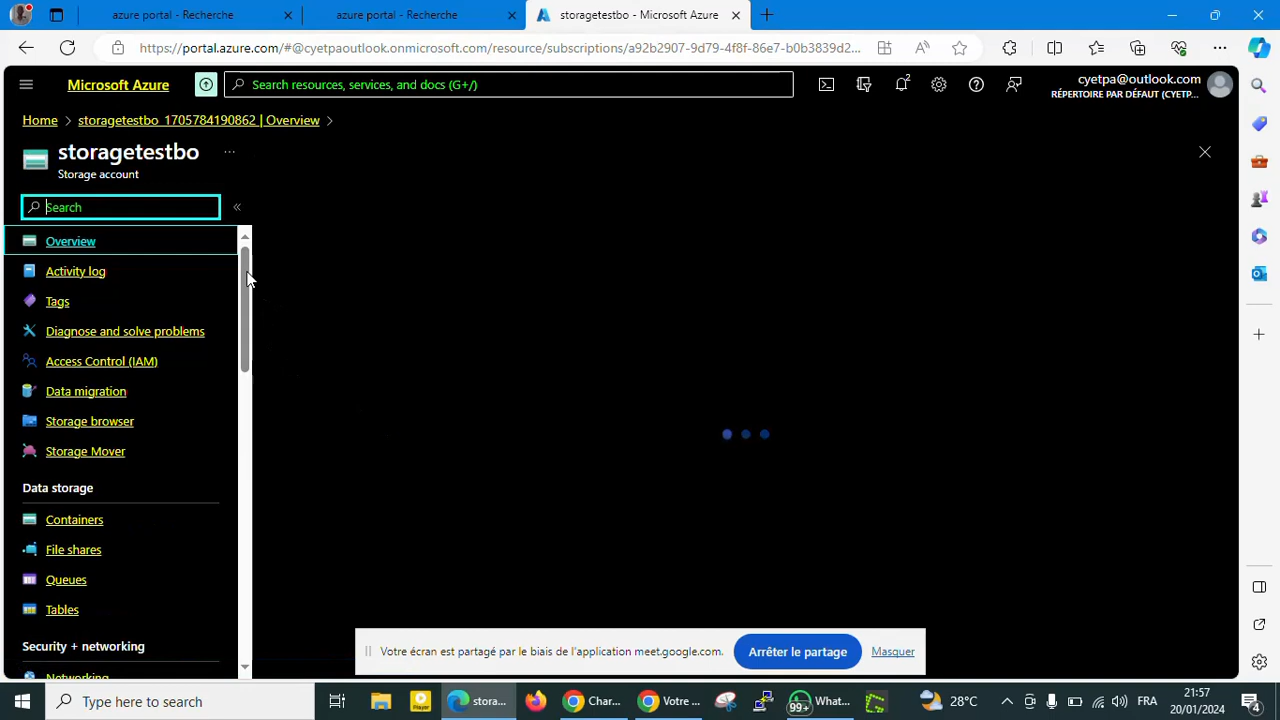 azure portal - Recherche
azure portal - Recherche
storagetestbo - Microsoft Azure
https://portal.azure.com/#@cyetpaoutlook.onmicrosoft.com/resource/subscriptions/a92b2907-9d79-4f8f-86e7-b0b3839d2...
Microsoft Azure
Search resources, services, and docs (G+/)
2
cyetpa@outlook.com
RÉPERTOIRE PAR DÉFAUT (CYETP...
Home > storagetestbo_1705784190862 | Overview >
storagetestbo ...
Storage account
Search
Overview
Activity log
Tags
Diagnose and solve problems
Access Control (IAM)
Data migration
Storage browser
Storage Mover
Data storage
Containers
File shares
Queues
Tables
Security + networking
Networking
Votre écran est partagé par le biais de l'application meet.google.com.
Arrêter le partage
Masquer
Type here to search
Player
stora...
Char...
Votre ...
99+
What...
28°C
FRA
21:57
20/01/2024
4